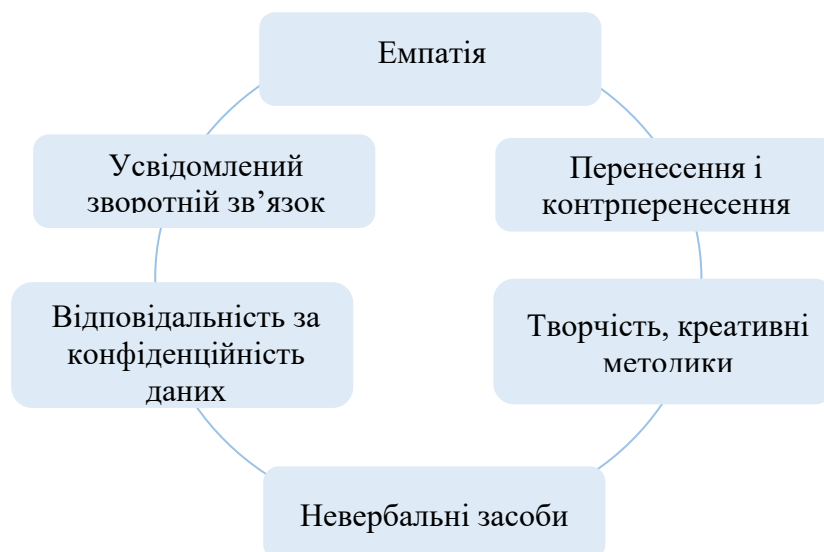 Емпатія
Усвідомлений
зворотній зв’язок
Перенесення і
контрперенесення
Відповідальність за
конфіденційність
даних
Творчість, креативні
методики
Невербальні засоби